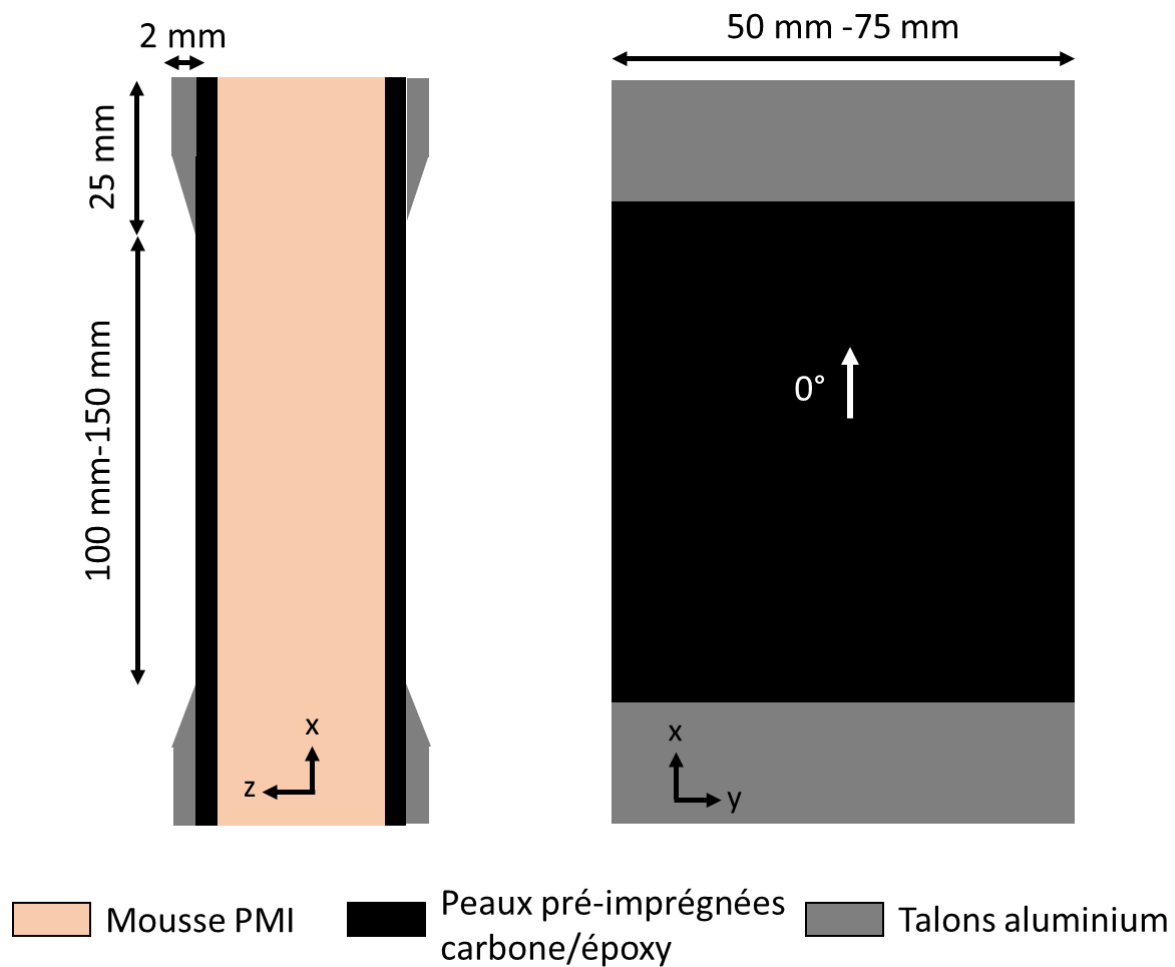 2 mm
50 mm -75 mm
25 mm
100 mm-150 mm
0°
x
z
x
y
Mousse PMI
Peaux pré-imprégnées
carbone/époxy
Talons aluminium